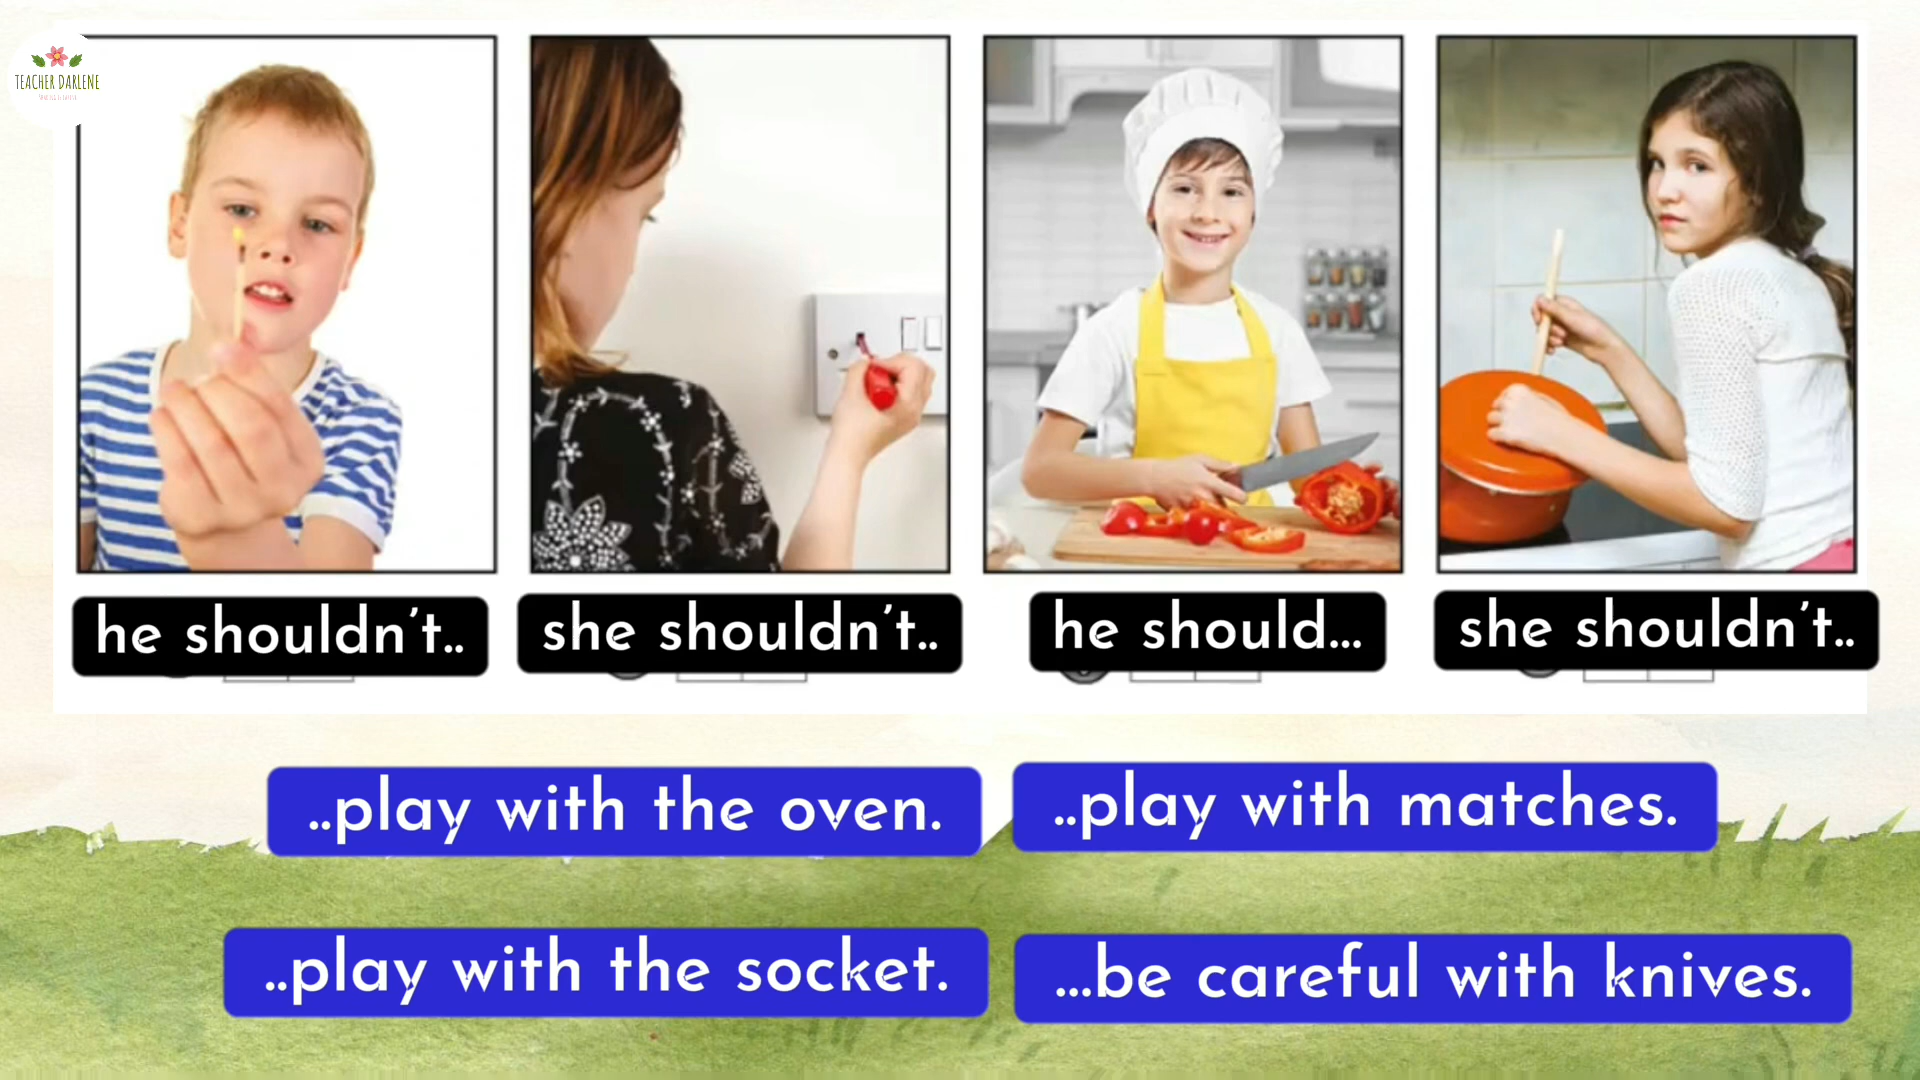 TEACHER DARLENE
he shouldn't..
she shouldn't..
he should...
she shouldn't..
..play with the oven.
..play with matches.
..play with the socket.
...be careful with knives.